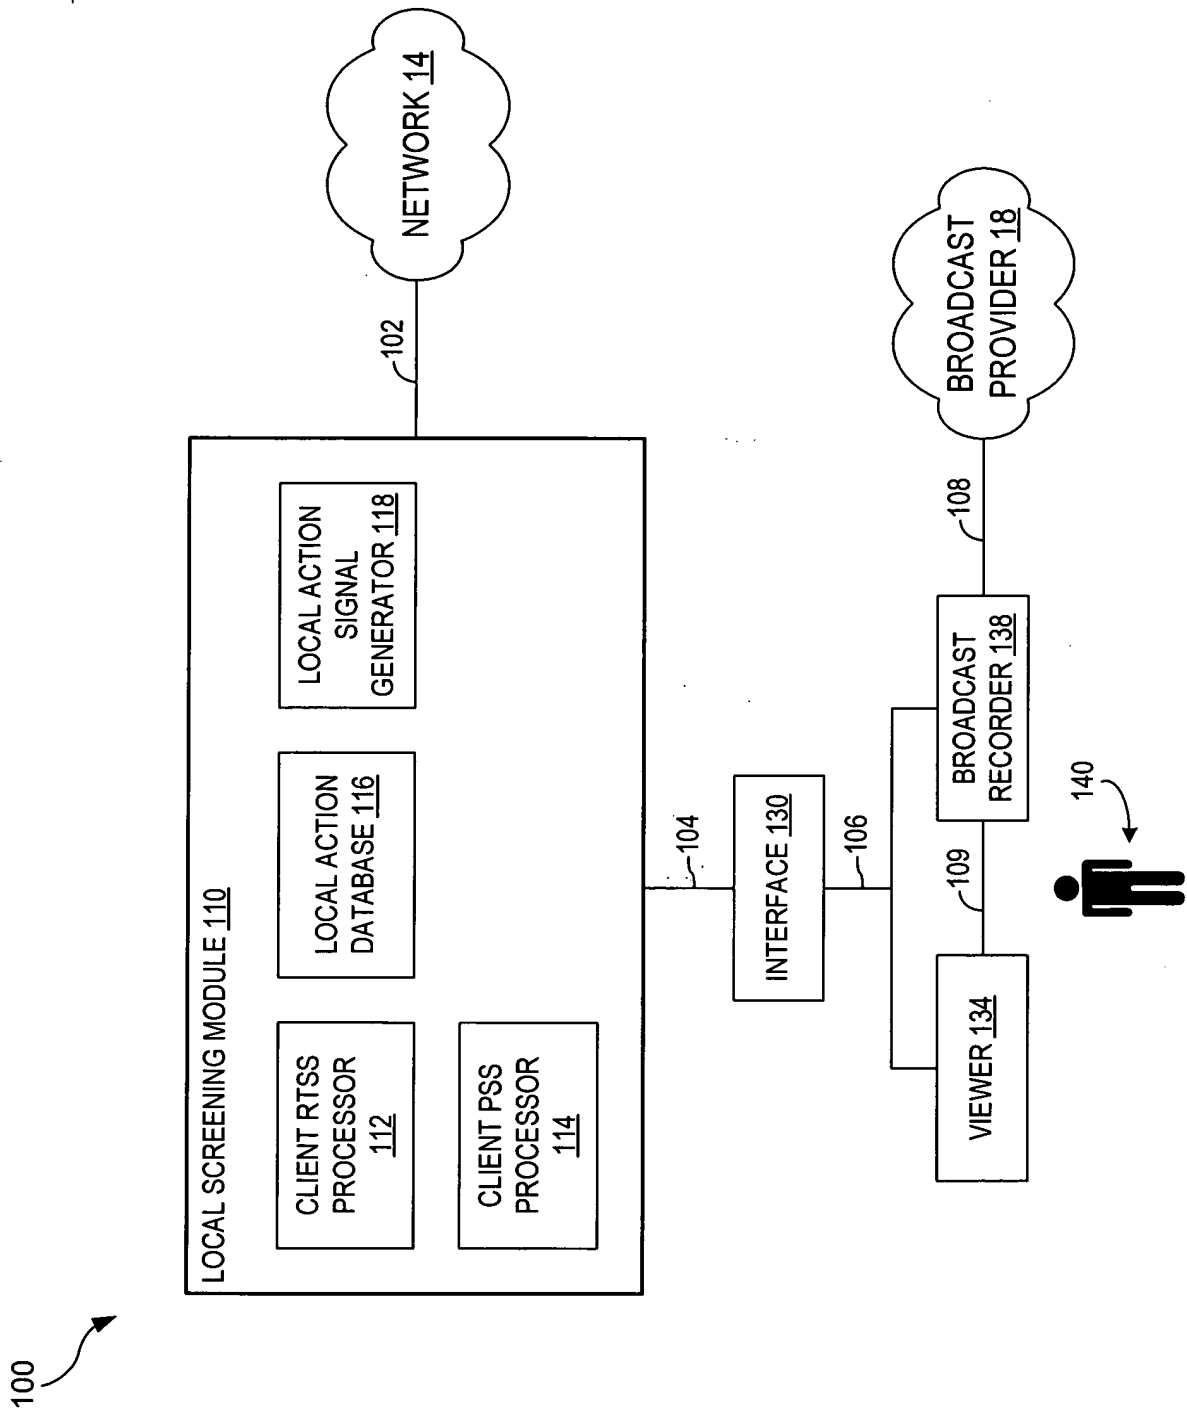 100
LOCAL SCREENING MODULE 110
CLIENT RTSS
PROCESSOR
112
LOCAL ACTION
DATABASE 116
LOCAL ACTION
SIGNAL
GENERATOR 118
CLIENT PSS
PROCESSOR
114
102
NETWORK 14
104
INTERFACE 130
106
VIEWER 134
109
BROADCAST
RECORDER 138
108
BROADCAST
PROVIDER 18
140